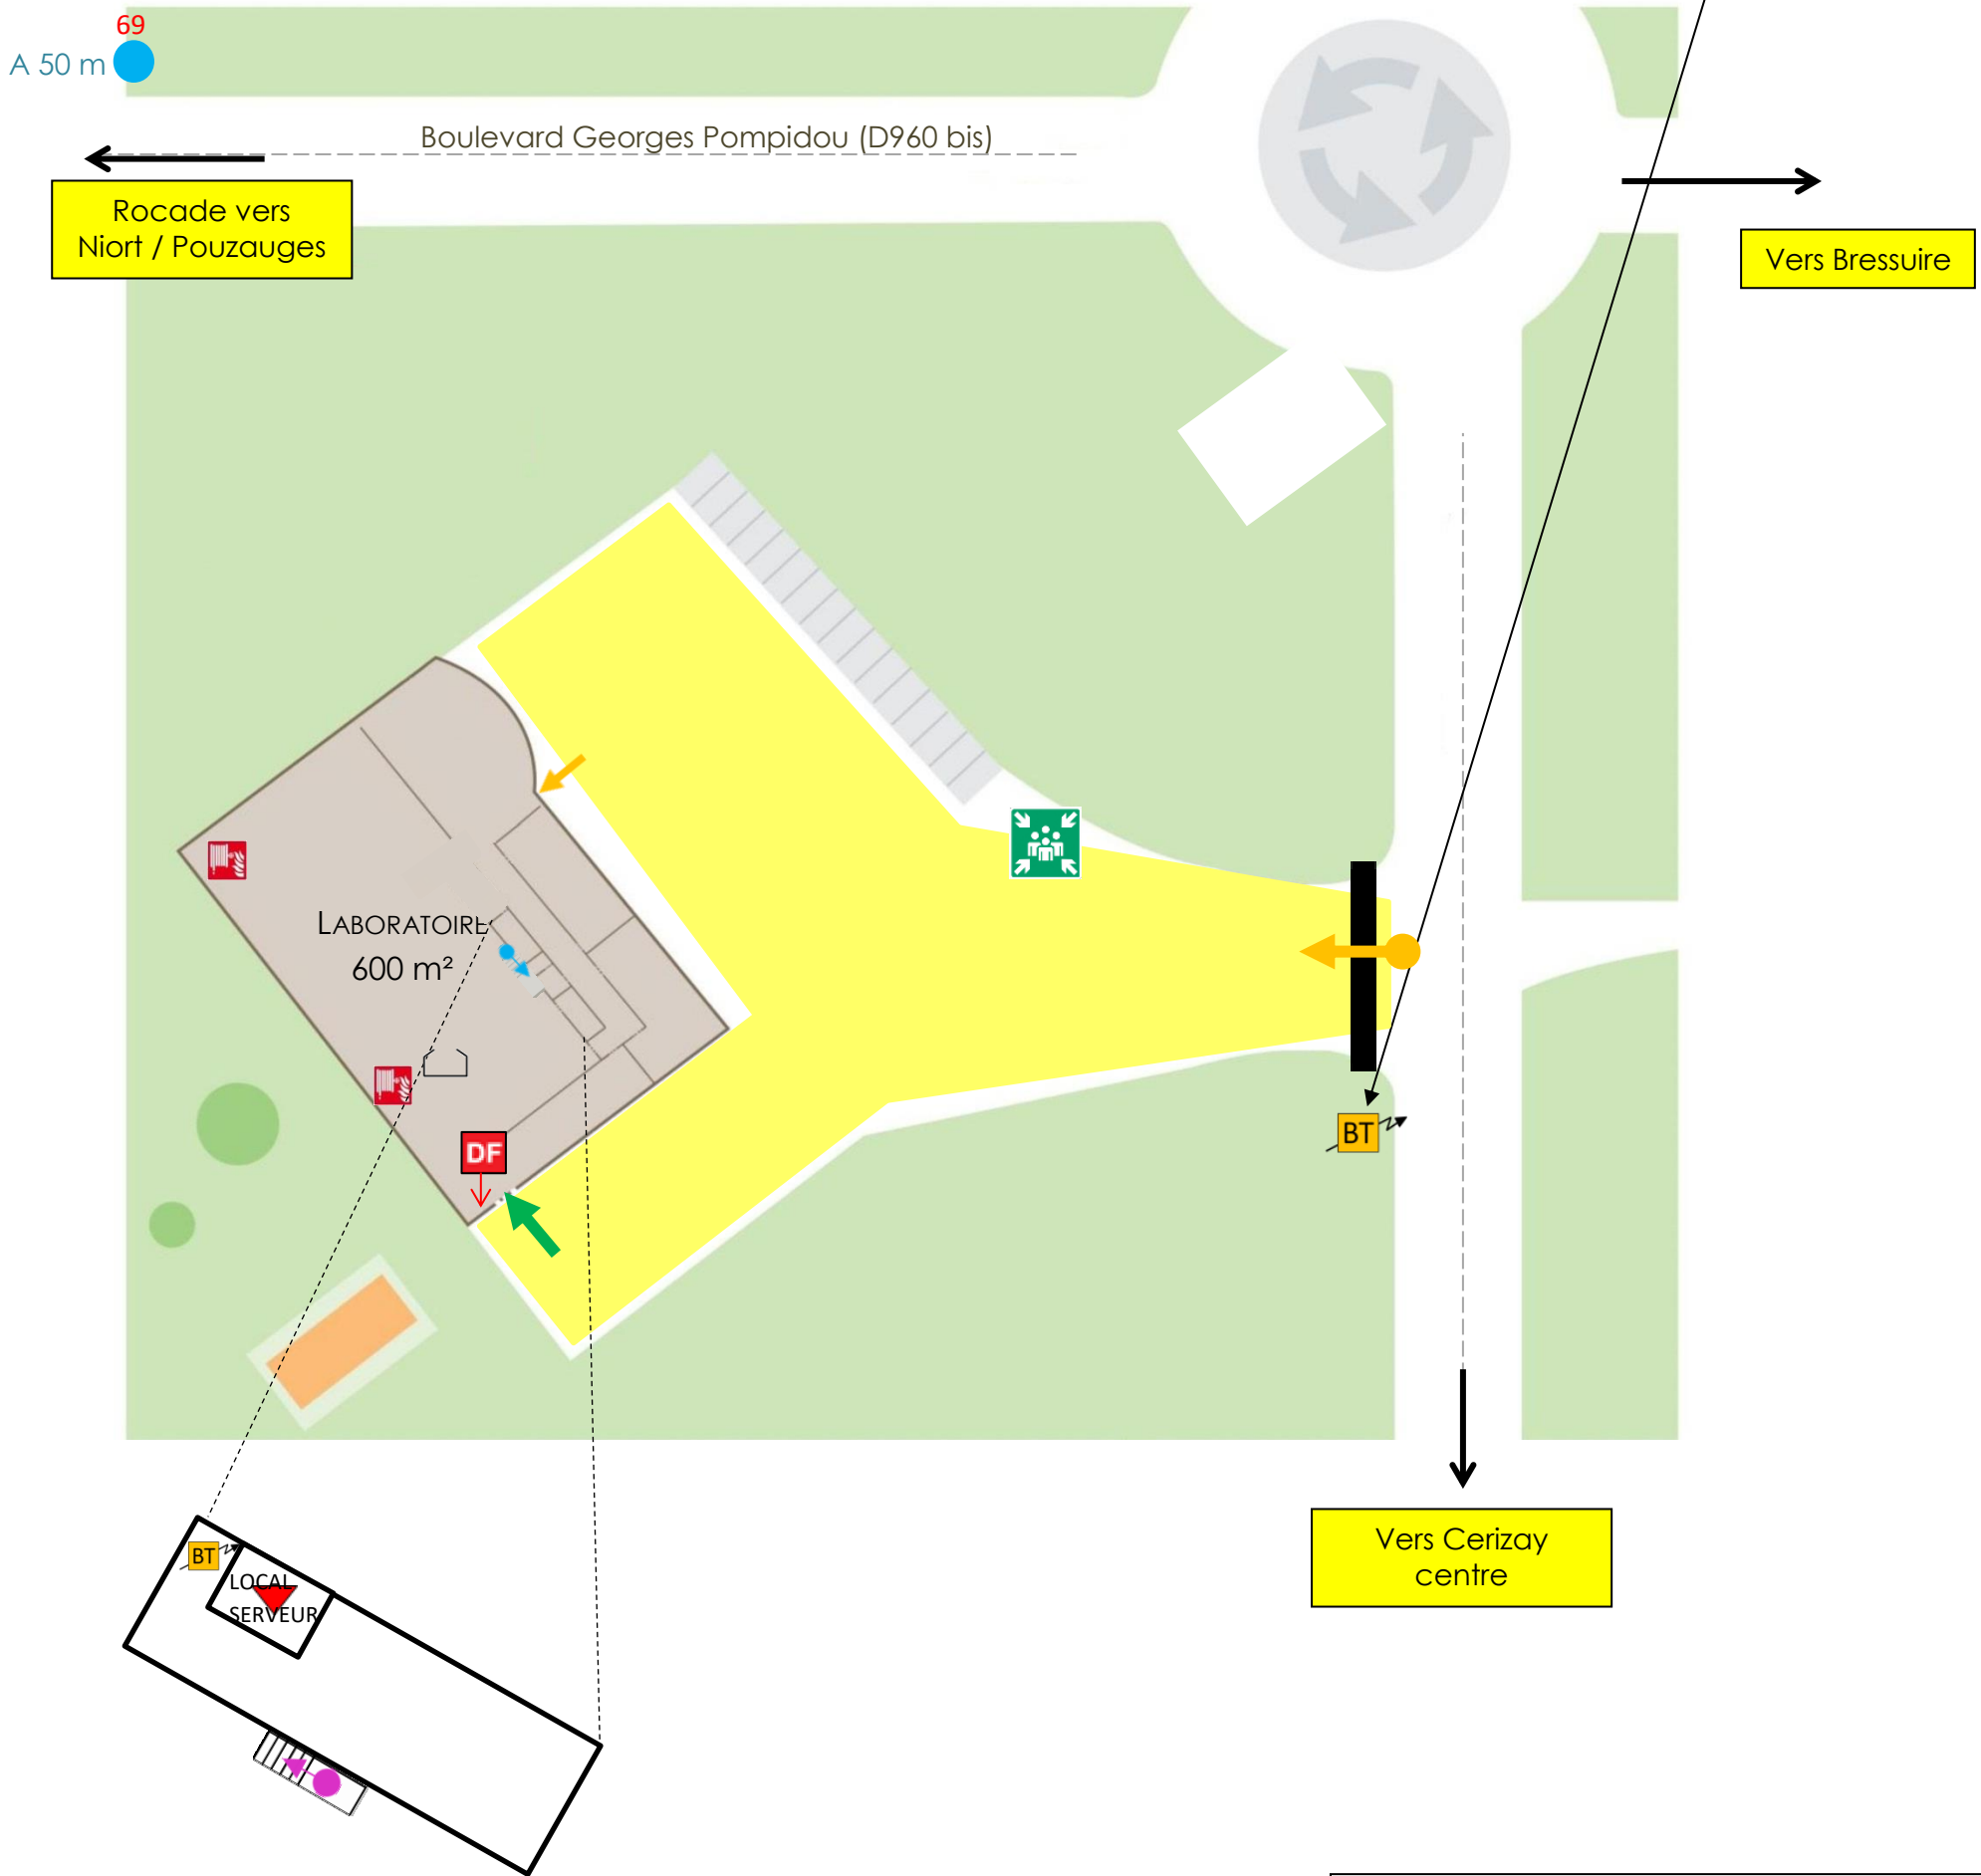 69
A 50 m
Boulevard Georges Pompidou (D960 bis)
Rocade vers
Niort / Pouzauges
Vers Bressuire
LABORATOIRE
600 m²
BT
DF
Vers Cerizay
centre
BT
LOCAL
SERVEUR